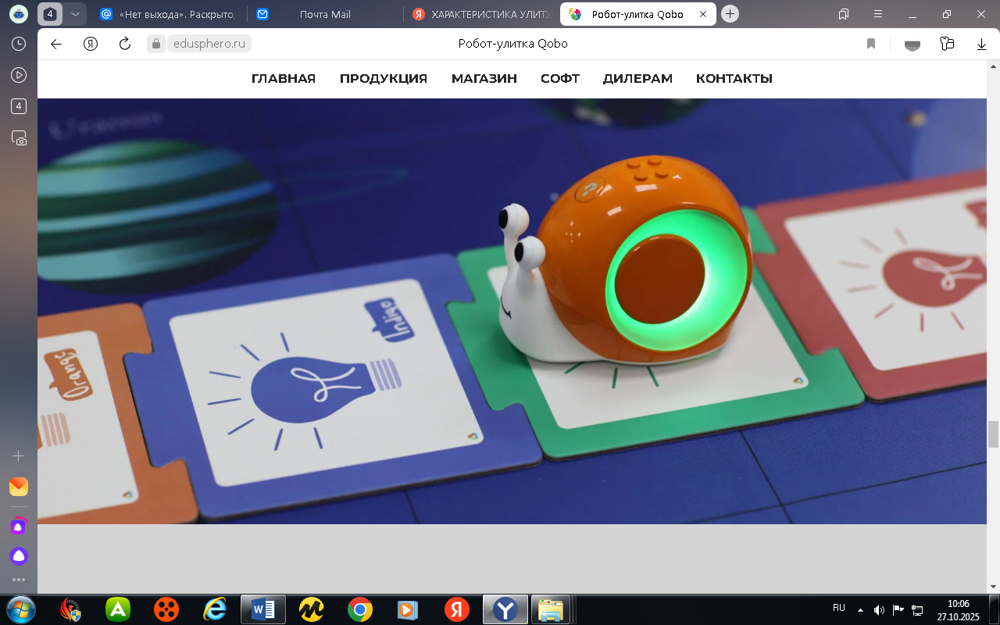 4
«Нет выхода». Раскрыто,
Почта Mail
ХАРАКТЕРИСТИКА УЛИТУ
Робот-улитка Qobo
edusphero.ru
Робот-улитка Qobo
4
ГЛАВНАЯ
ПРОДУКЦИЯ
МАГАЗИН
СОФТ
ДИЛЕРАМ
КОНТАКТЫ
Indigo
Orange
RU
10:06
27.10.2025